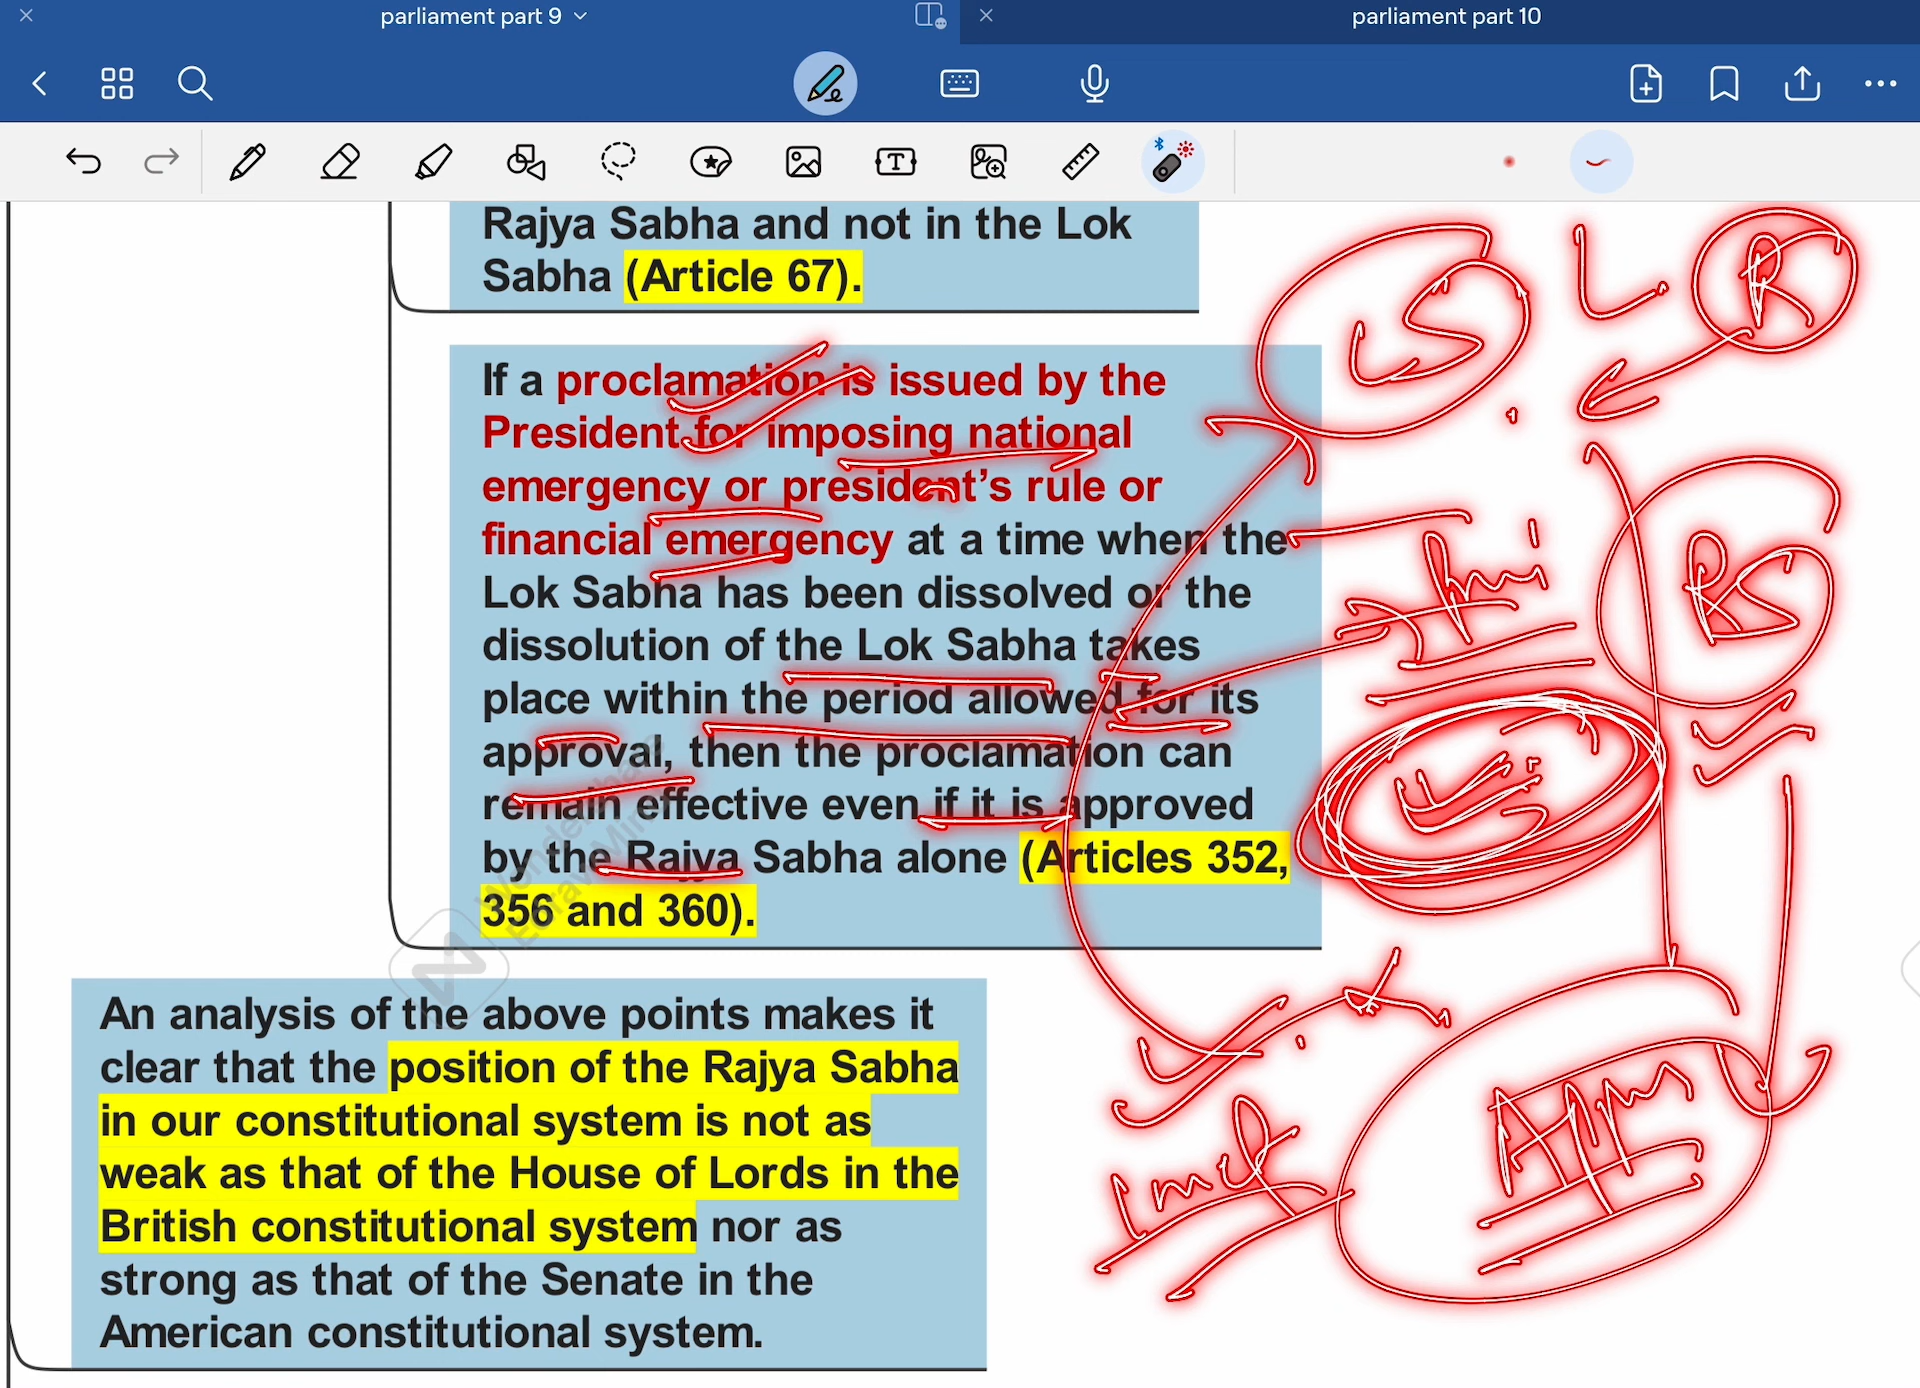 parliament part 9
parliament part 10
Rajya Sabha and not in the Lok
Sabha (Article 67).
If a proclamation is issued by the
President for imposing national
emergency or president's rule or
financial emergency at a time when the
Lok Sabha has been dissolved or the
dissolution of the Lok Sabha takes
place within the period allowed for its
approval, then the proclamation can
remain effective even if it is approved
by the Rajya Sabha alone (Articles 352,
356 and 360).
An analysis of the above points makes it
clear that the position of the Rajya Sabha
in our constitutional system is not as
weak as that of the House of Lords in the
British constitutional system nor as
strong as that of the Senate in the
American constitutional system.
LS
L. R
RS